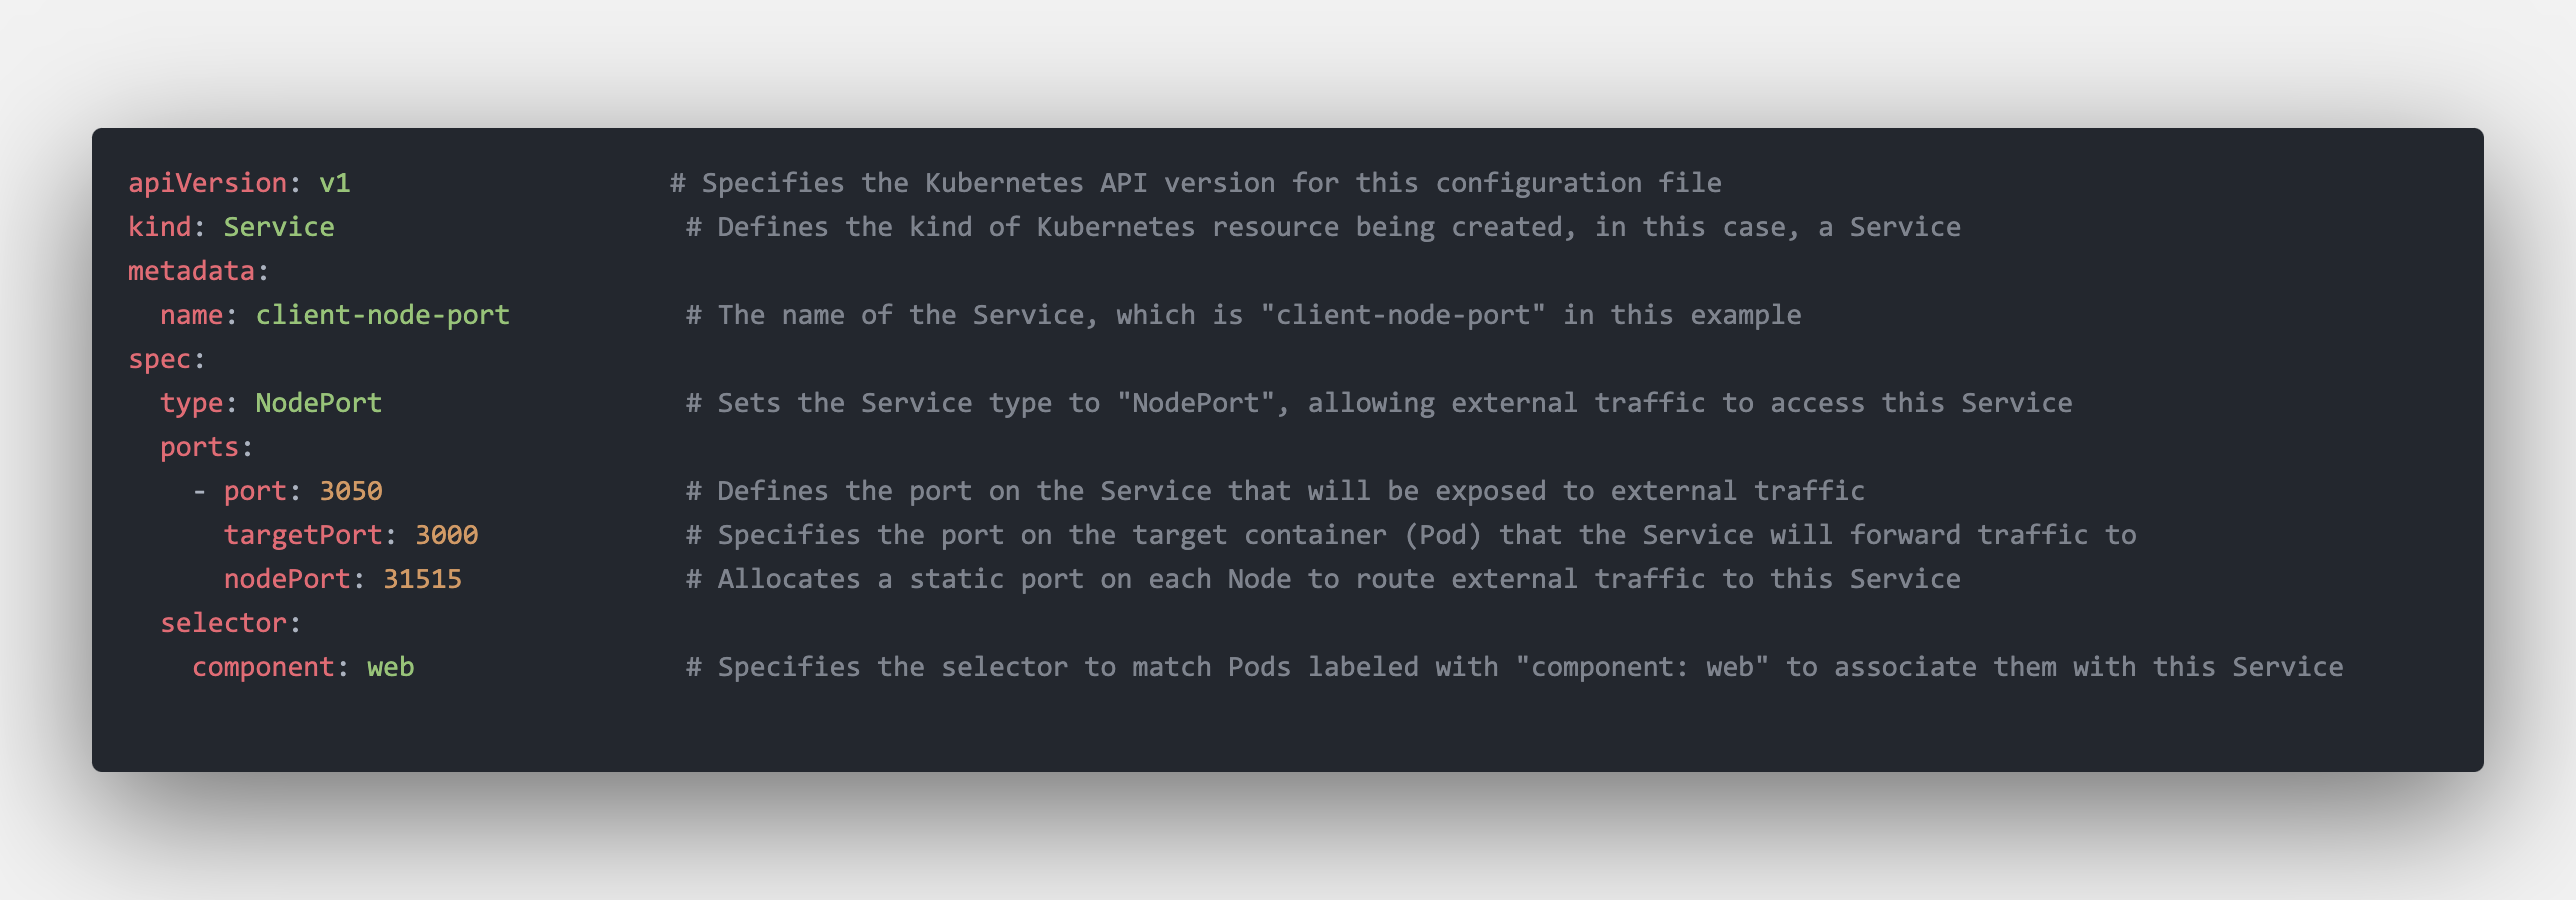 apiVersion: v1                    # Specifies the Kubernetes API version for this configuration file
kind: Service                      # Defines the kind of Kubernetes resource being created, in this case, a Service
metadata:
  name: client-node-port           # The name of the Service, which is "client-node-port" in this example
spec:
  type: NodePort                   # Sets the Service type to "NodePort", allowing external traffic to access this Service
  ports:
    - port: 3050                   # Defines the port on the Service that will be exposed to external traffic
      targetPort: 3000             # Specifies the port on the target container (Pod) that the Service will forward traffic to
      nodePort: 31515              # Allocates a static port on each Node to route external traffic to this Service
  selector:
    component: web                 # Specifies the selector to match Pods labeled with "component: web" to associate them with this Service